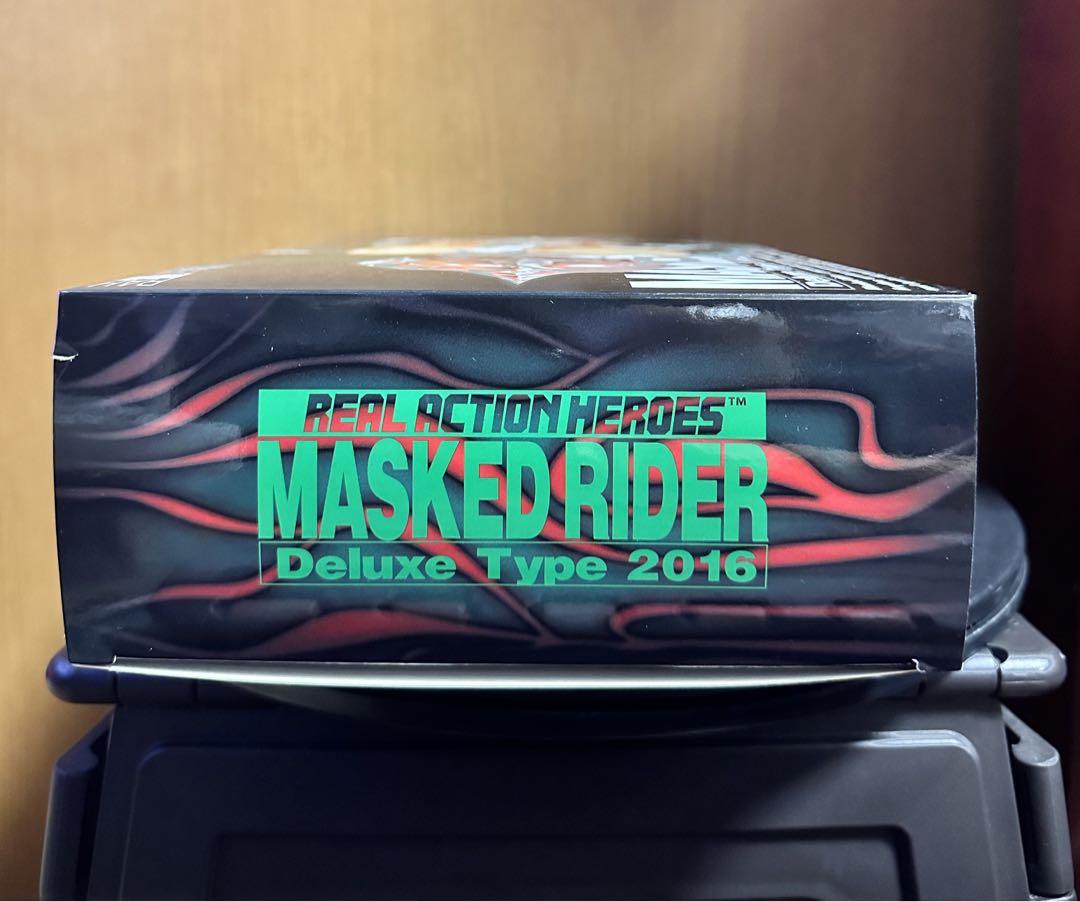 REAL ACTION HEROES™
MASKED RIDER
Deluxe Type 2016